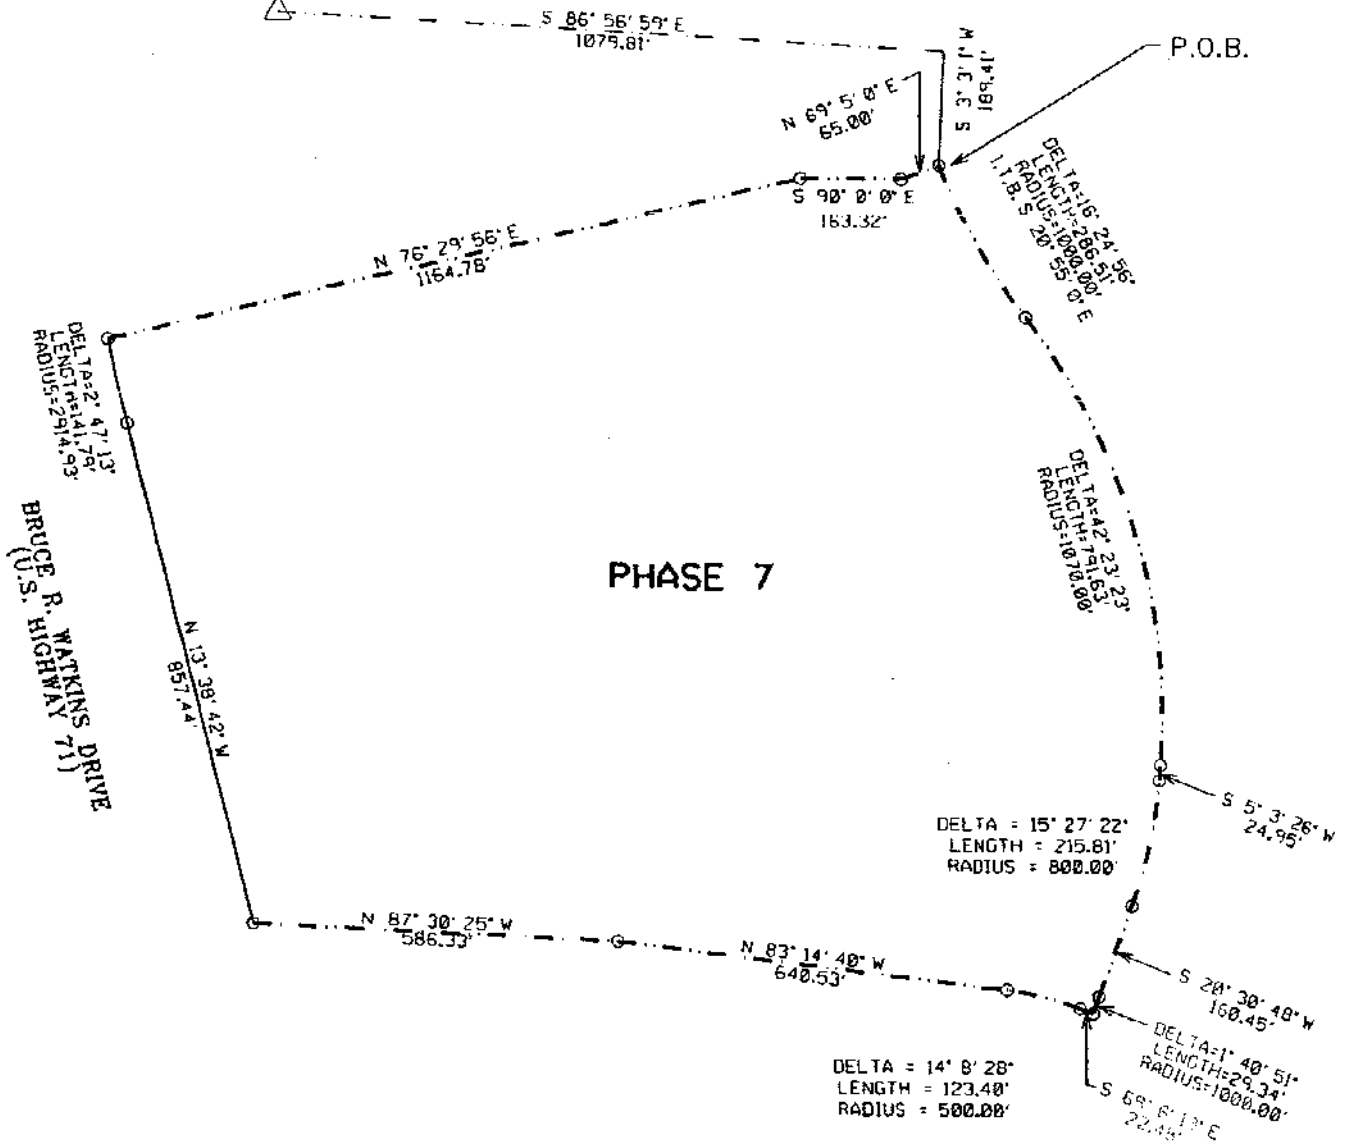 S 86° 56' 59" E
1079.81'
S 3° 3' 1" W
189.41'
P.O.B.
N 69° 5' 0" E
65.00'
DELTA=16° 24' 56"
LENGTH=286.51'
RADIUS=1000.00'
I.T.B. S 20° 55' 0" E
S 90° 0' 0" E
163.32'
N 76° 29' 56" E
1164.78'
DELTA=2° 47' 13"
LENGTH=141.79'
RADIUS=2914.93'
DELTA=42° 23' 23"
LENGTH=791.63'
RADIUS=1070.00'
PHASE 7
BRUCE R. WATKINS DRIVE
(U.S. HIGHWAY 71)
N 13° 38' 42" W
857.44'
S 5° 3' 26" W
24.95'
DELTA = 15° 27' 22"
LENGTH = 215.81'
RADIUS = 800.00'
N 87° 30' 25" W
586.33'
N 83° 14' 40" W
640.53'
S 20° 30' 48" W
160.45'
DELTA=1° 40' 51"
LENGTH=29.34'
RADIUS=1000.00'
DELTA = 14° 8' 28"
LENGTH = 123.40'
RADIUS = 500.00'
S 69° E